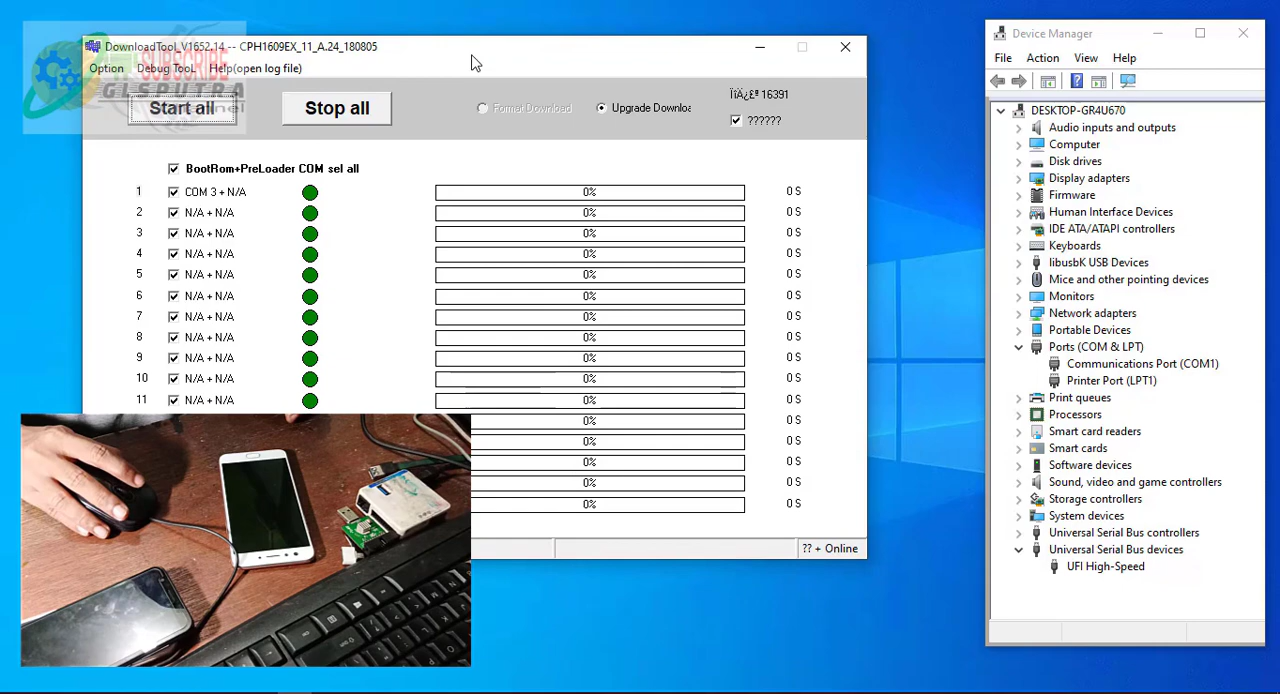 DownloadTool_V1652.14 -- CPH1609EX_11_A.24_180805
Option Debug Tool Help(open log file)
SUBSCRIBE
GLSPUTRA
Channel
Start all
Stop all
Format Download
Upgrade Downloa
ÏîÄ¿£º 16391
??????
BootRom+PreLoader COM sel all
1 COM 3 + N/A 0% 0 S
2 N/A + N/A 0% 0 S
3 N/A + N/A 0% 0 S
4 N/A + N/A 0% 0 S
5 N/A + N/A 0% 0 S
6 N/A + N/A 0% 0 S
7 N/A + N/A 0% 0 S
8 N/A + N/A 0% 0 S
9 N/A + N/A 0% 0 S
10 N/A + N/A 0% 0 S
11 N/A + N/A 0% 0 S
0% 0 S
0% 0 S
0% 0 S
0% 0 S
0% 0 S
?? + Online
Device Manager
File Action View Help
DESKTOP-GR4U670
Audio inputs and outputs
Computer
Disk drives
Display adapters
Firmware
Human Interface Devices
IDE ATA/ATAPI controllers
Keyboards
libusbK USB Devices
Mice and other pointing devices
Monitors
Network adapters
Portable Devices
Ports (COM & LPT)
Communications Port (COM1)
Printer Port (LPT1)
Print queues
Processors
Smart card readers
Smart cards
Software devices
Sound, video and game controllers
Storage controllers
System devices
Universal Serial Bus controllers
Universal Serial Bus devices
UFI High-Speed